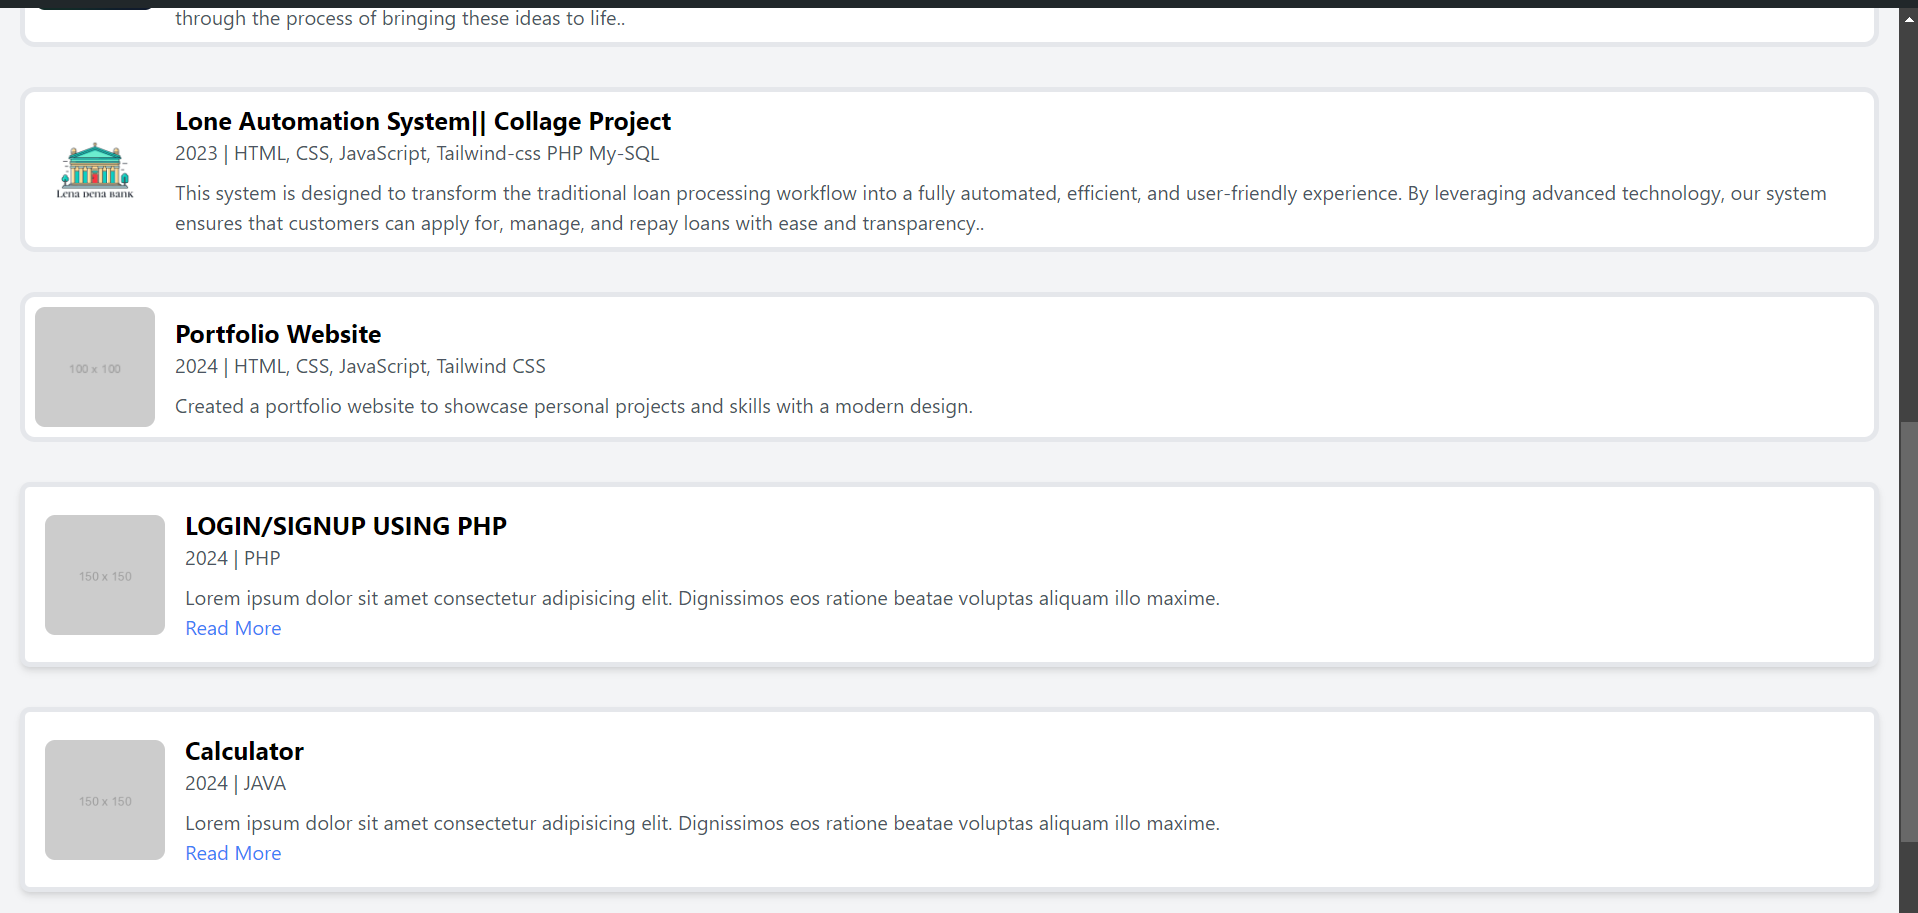 through the process of bringing these ideas to life..
Lone Automation System|| Collage Project
2023 | HTML, CSS, JavaScript, Tailwind-css PHP My-SQL
Lena Dena Bank
This system is designed to transform the traditional loan processing workflow into a fully automated, efficient, and user-friendly experience. By leveraging advanced technology, our system
ensures that customers can apply for, manage, and repay loans with ease and transparency..
100 x 100
Portfolio Website
2024 | HTML, CSS, JavaScript, Tailwind CSS
Created a portfolio website to showcase personal projects and skills with a modern design.
150 x 150
LOGIN/SIGNUP USING PHP
2024 | PHP
Lorem ipsum dolor sit amet consectetur adipisicing elit. Dignissimos eos ratione beatae voluptas aliquam illo maxime.
Read More
150 x 150
Calculator
2024 | JAVA
Lorem ipsum dolor sit amet consectetur adipisicing elit. Dignissimos eos ratione beatae voluptas aliquam illo maxime.
Read More